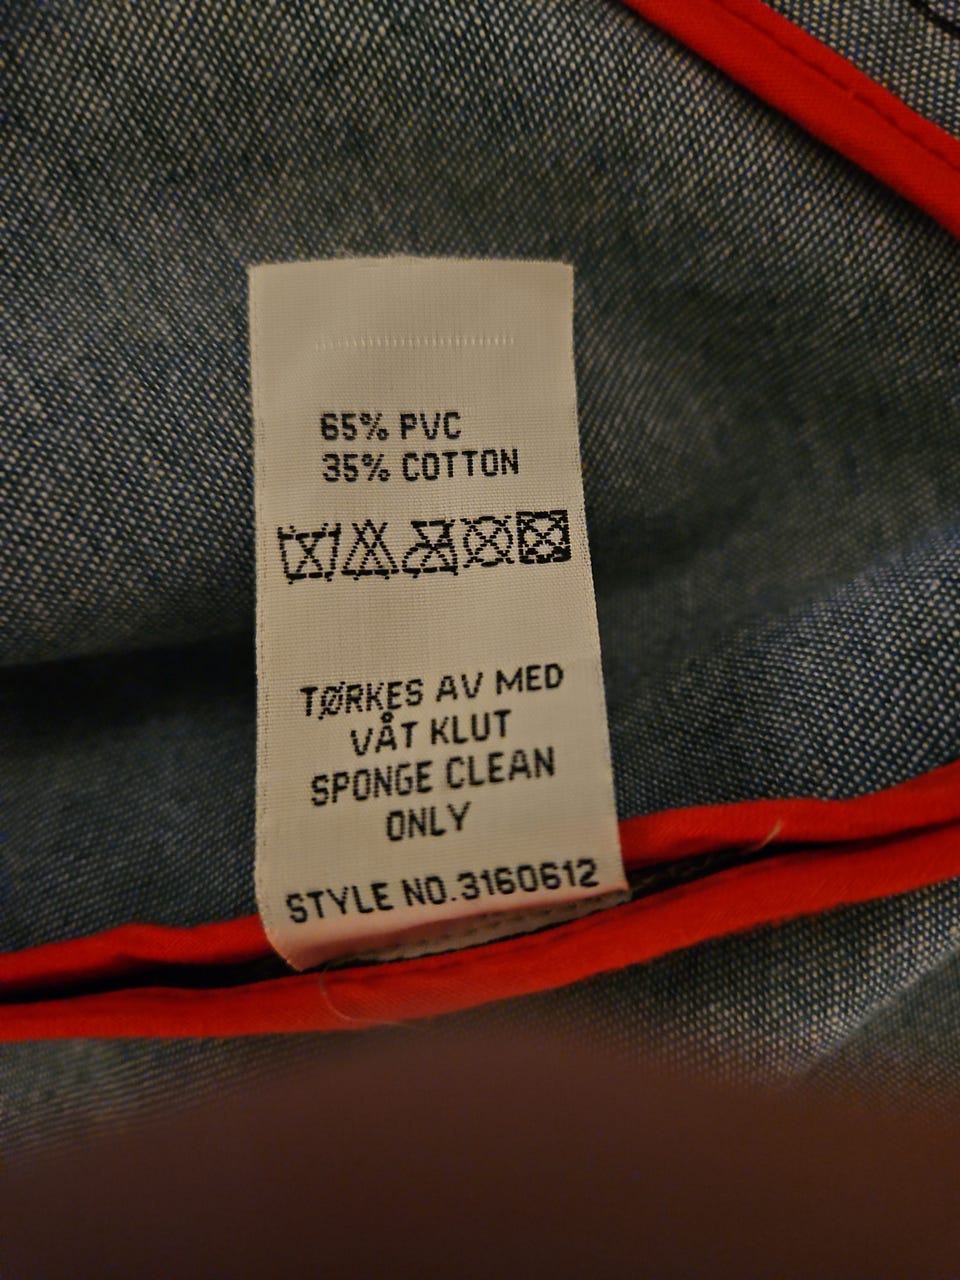 65% PVC
35% COTTON
TØRKES AV MED
VÅT KLUT
SPONGE CLEAN
ONLY
STYLE NO.3160612